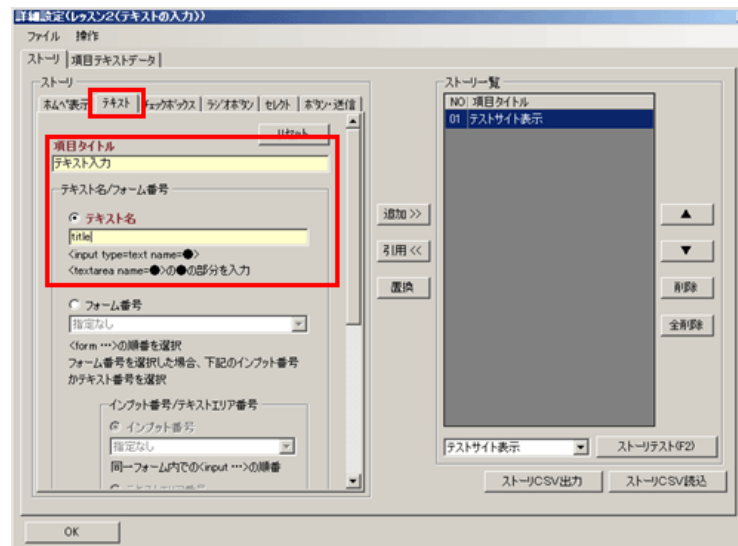 詳細設定(レッスン2(テキストの入力))
ファイル 操作
ストーリ 項目テキストデータ
ストーリ
ホムペ表示 テキスト チェックボックス ラジオボタン セレクト ボタン・送信
リセット
項目タイトル
テキスト入力
テキスト名/フォーム番号
テキスト名
title
<input type=text name=●>
<textarea name=●>の●の部分を入力
フォーム番号
指定なし
<form …>の順番を選択
フォーム番号を選択した場合、下記のインプット番号
かテキスト番号を選択
インプット番号/テキストエリア番号
インプット番号
指定なし
同一フォーム内での<input …>の順番
テキストエリア番号
追加 >>
引用 <<
置換
ストーリ一覧
NO 項目タイトル
01 テストサイト表示
▲
▼
削除
全削除
テストサイト表示 ストーリテスト(F2)
ストーリCSV出力 ストーリCSV読込
OK